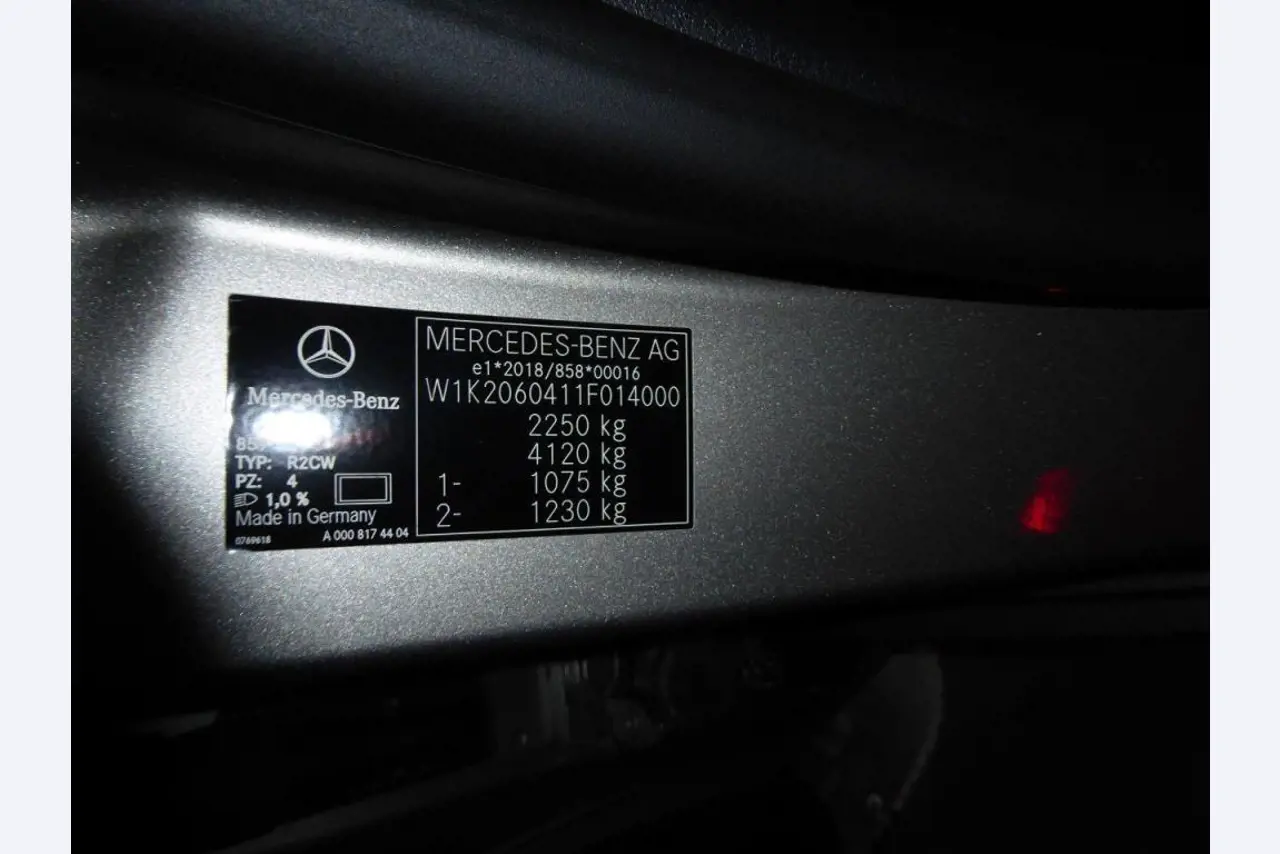 Mercedes-Benz
TYP: R2CW
PZ: 4
1,0 %
Made in Germany
0769618
A 000 817 44 04
MERCEDES-BENZ AG
e1*2018/858*00016
W1K2060411F014000
2250 kg
4120 kg
1- 1075 kg
2- 1230 kg